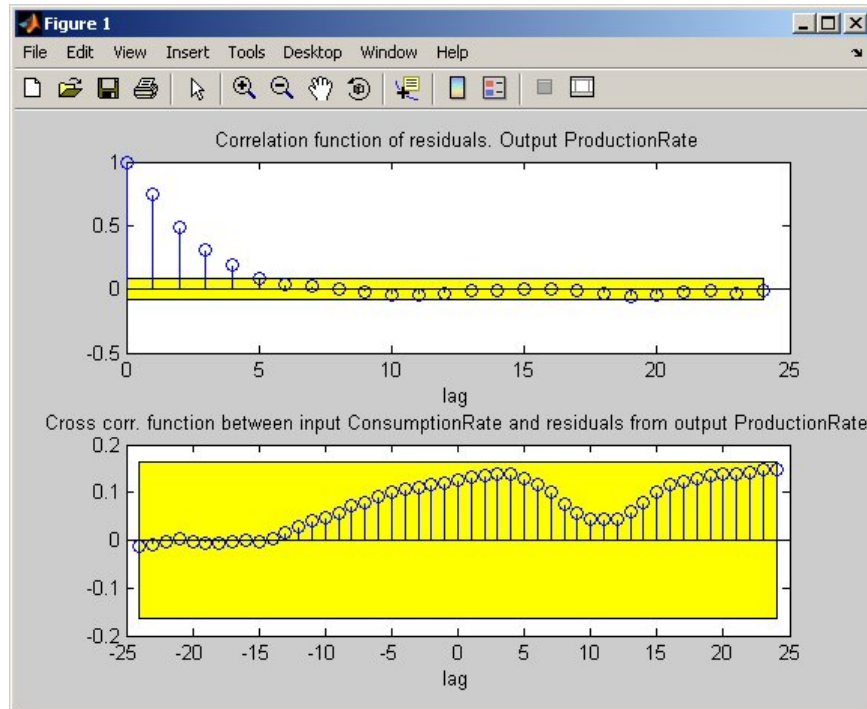 Figure 1
File Edit View Insert Tools Desktop Window Help
Correlation function of residuals. Output ProductionRate
1
0.5
0
-0.5
0 5 10 15 20 25
lag
Cross corr. function between input ConsumptionRate and residuals from output ProductionRate
0.2
0.1
0
-0.1
-0.2
-25 -20 -15 -10 -5 0 5 10 15 20 25
lag